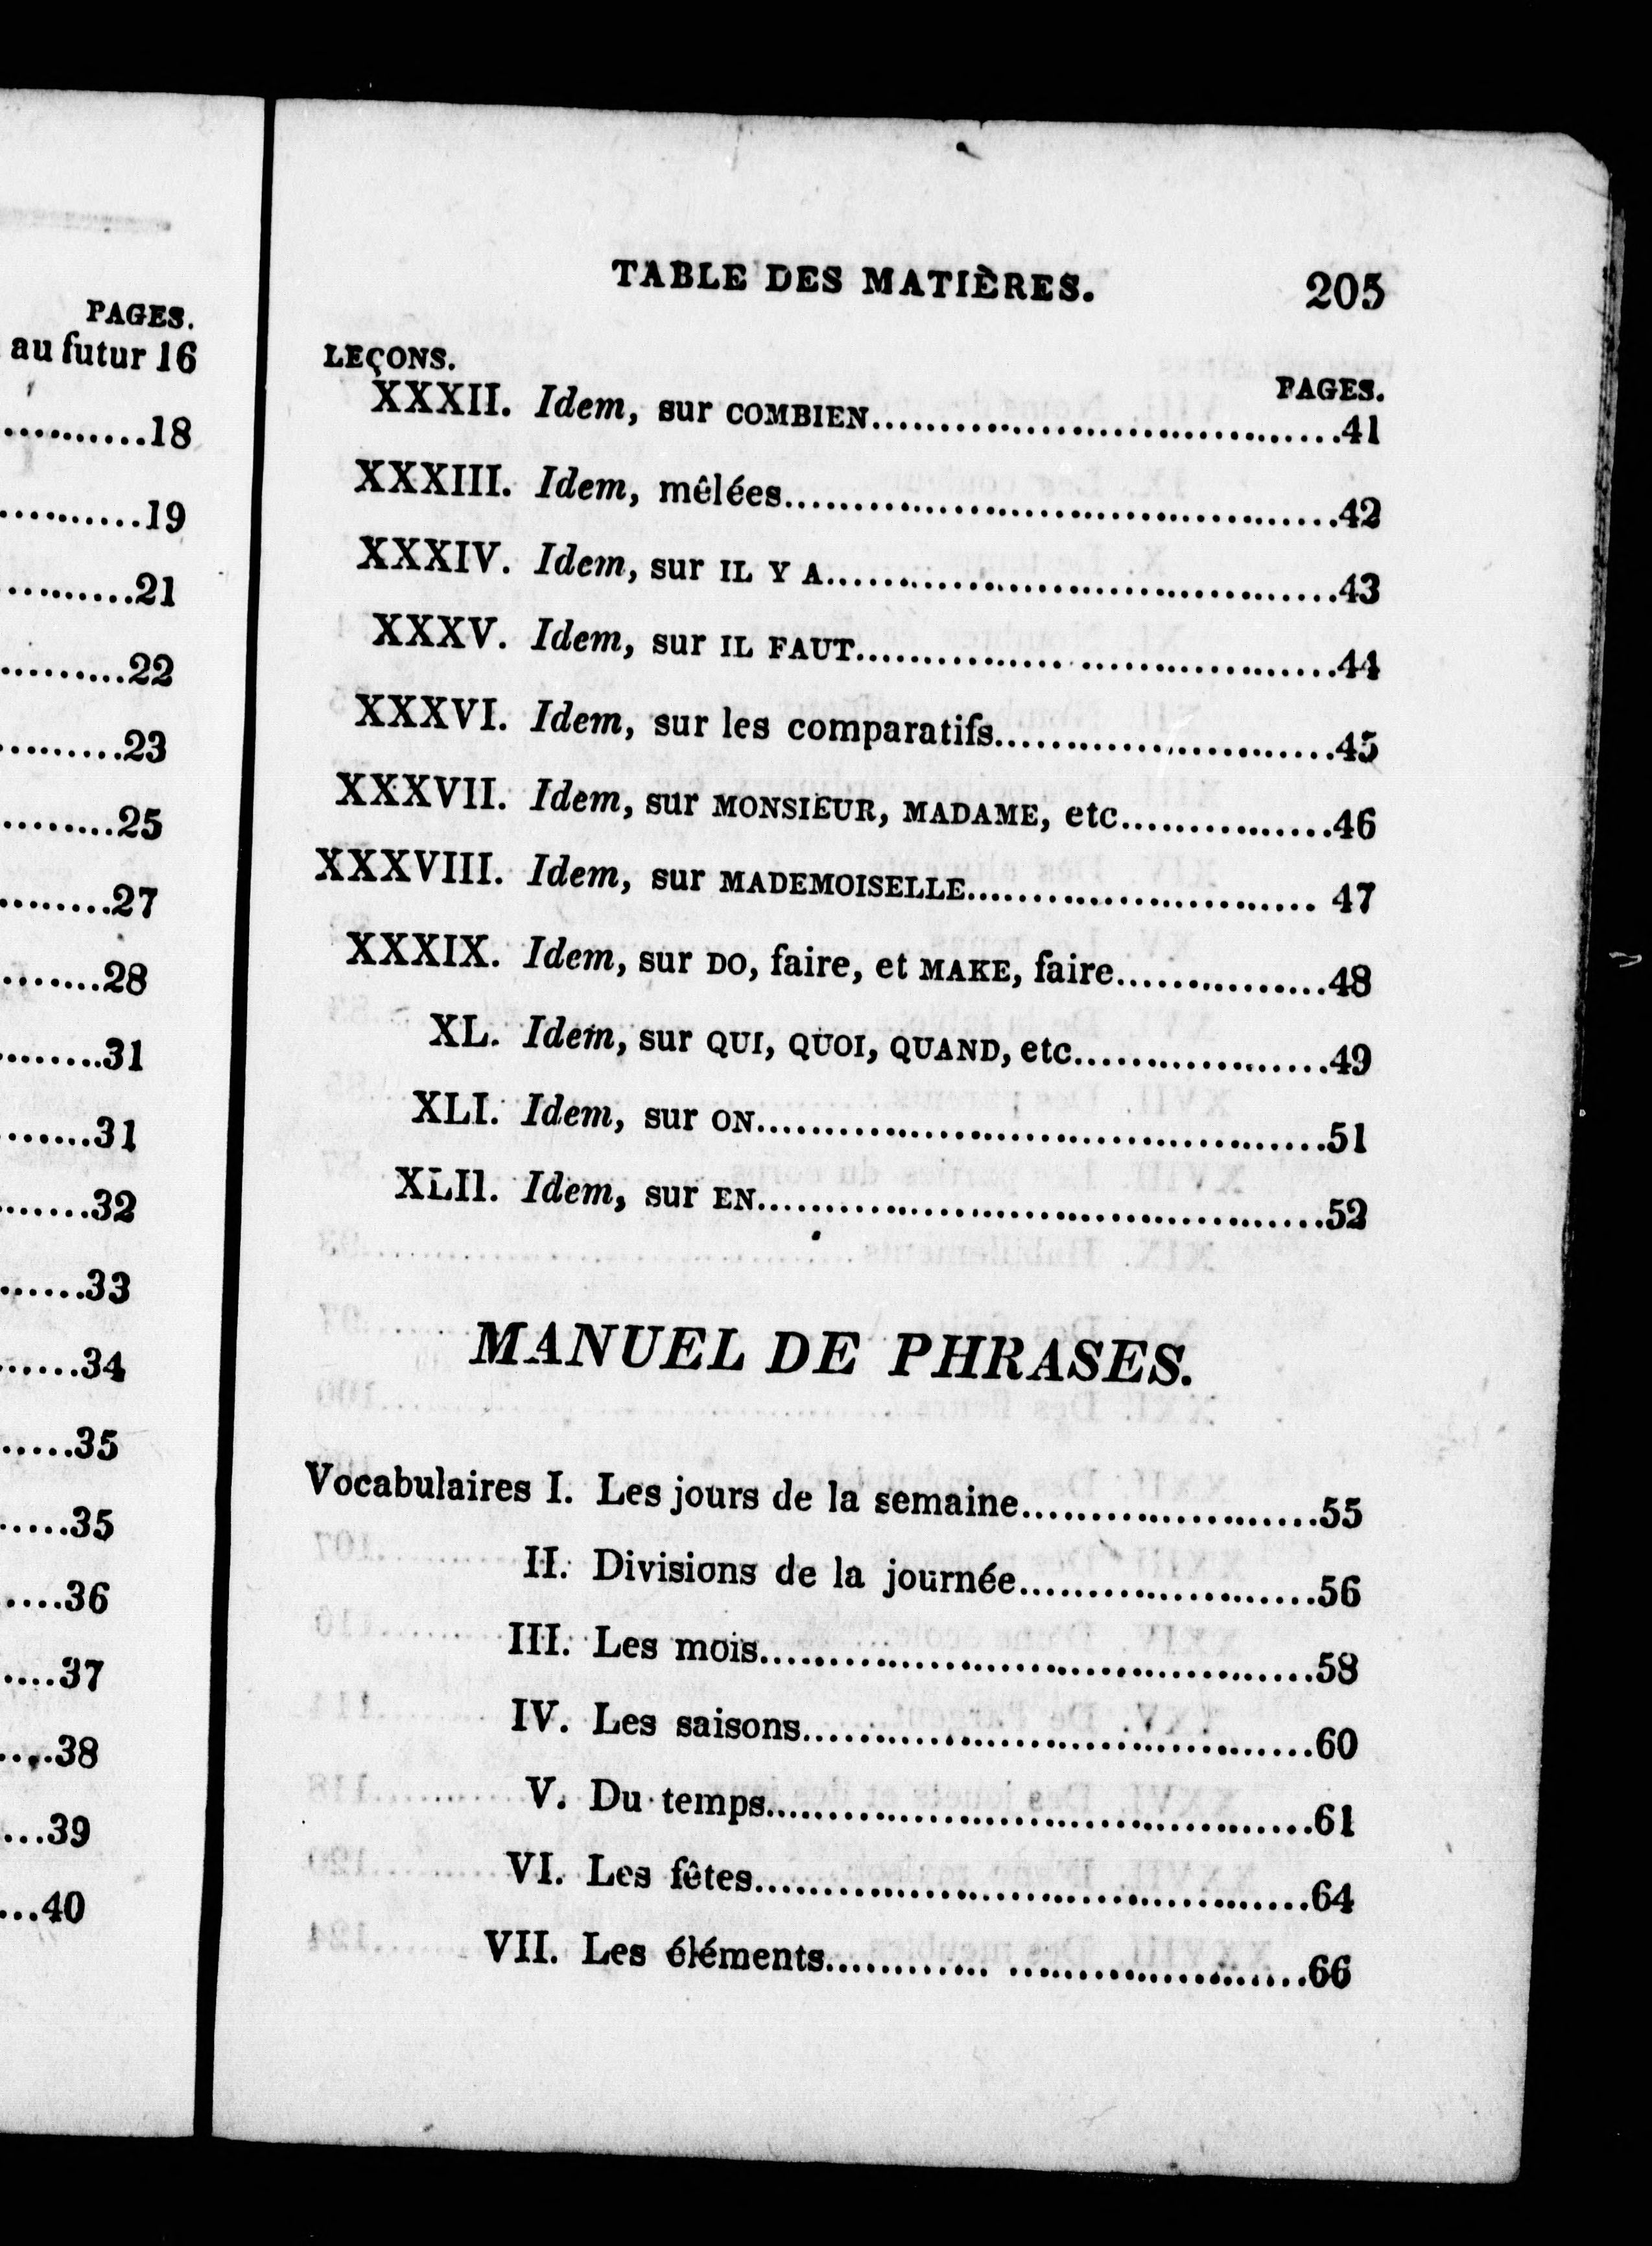 PAGES.
au futur 16
..........18
..........19
..........21
..........22
..........23
.........25
........27
........28
........31
.......31
.......32
......33
......34
.....35
.....35
....36
....37
....38
...39
...40
TABLE DES MATIÈRES. 205
LEÇONS. PAGES.
XXXII. Idem, sur COMBIEN..................................41
XXXIII. Idem, mêlées........................................42
XXXIV. Idem, sur IL Y A.....................................43
XXXV. Idem, sur IL FAUT..................................44
XXXVI. Idem, sur les comparatifs.........................45
XXXVII. Idem, sur MONSIEUR, MADAME, etc...............46
XXXVIII. Idem, sur MADEMOISELLE......................... 47
XXXIX. Idem, sur DO, faire, et MAKE, faire...............48
XL. Idem, sur QUI, QUOI, QUAND, etc...................49
XLI. Idem, sur ON.........................................51
XLII. Idem, sur EN.........................................52
MANUEL DE PHRASES.
Vocabulaires I. Les jours de la semaine.....................55
II. Divisions de la journée.....................56
III. Les mois.......................................58
IV. Les saisons....................................60
V. Du temps.......................................61
VI. Les fêtes.......................................64
VII. Les éléments............ .....................66